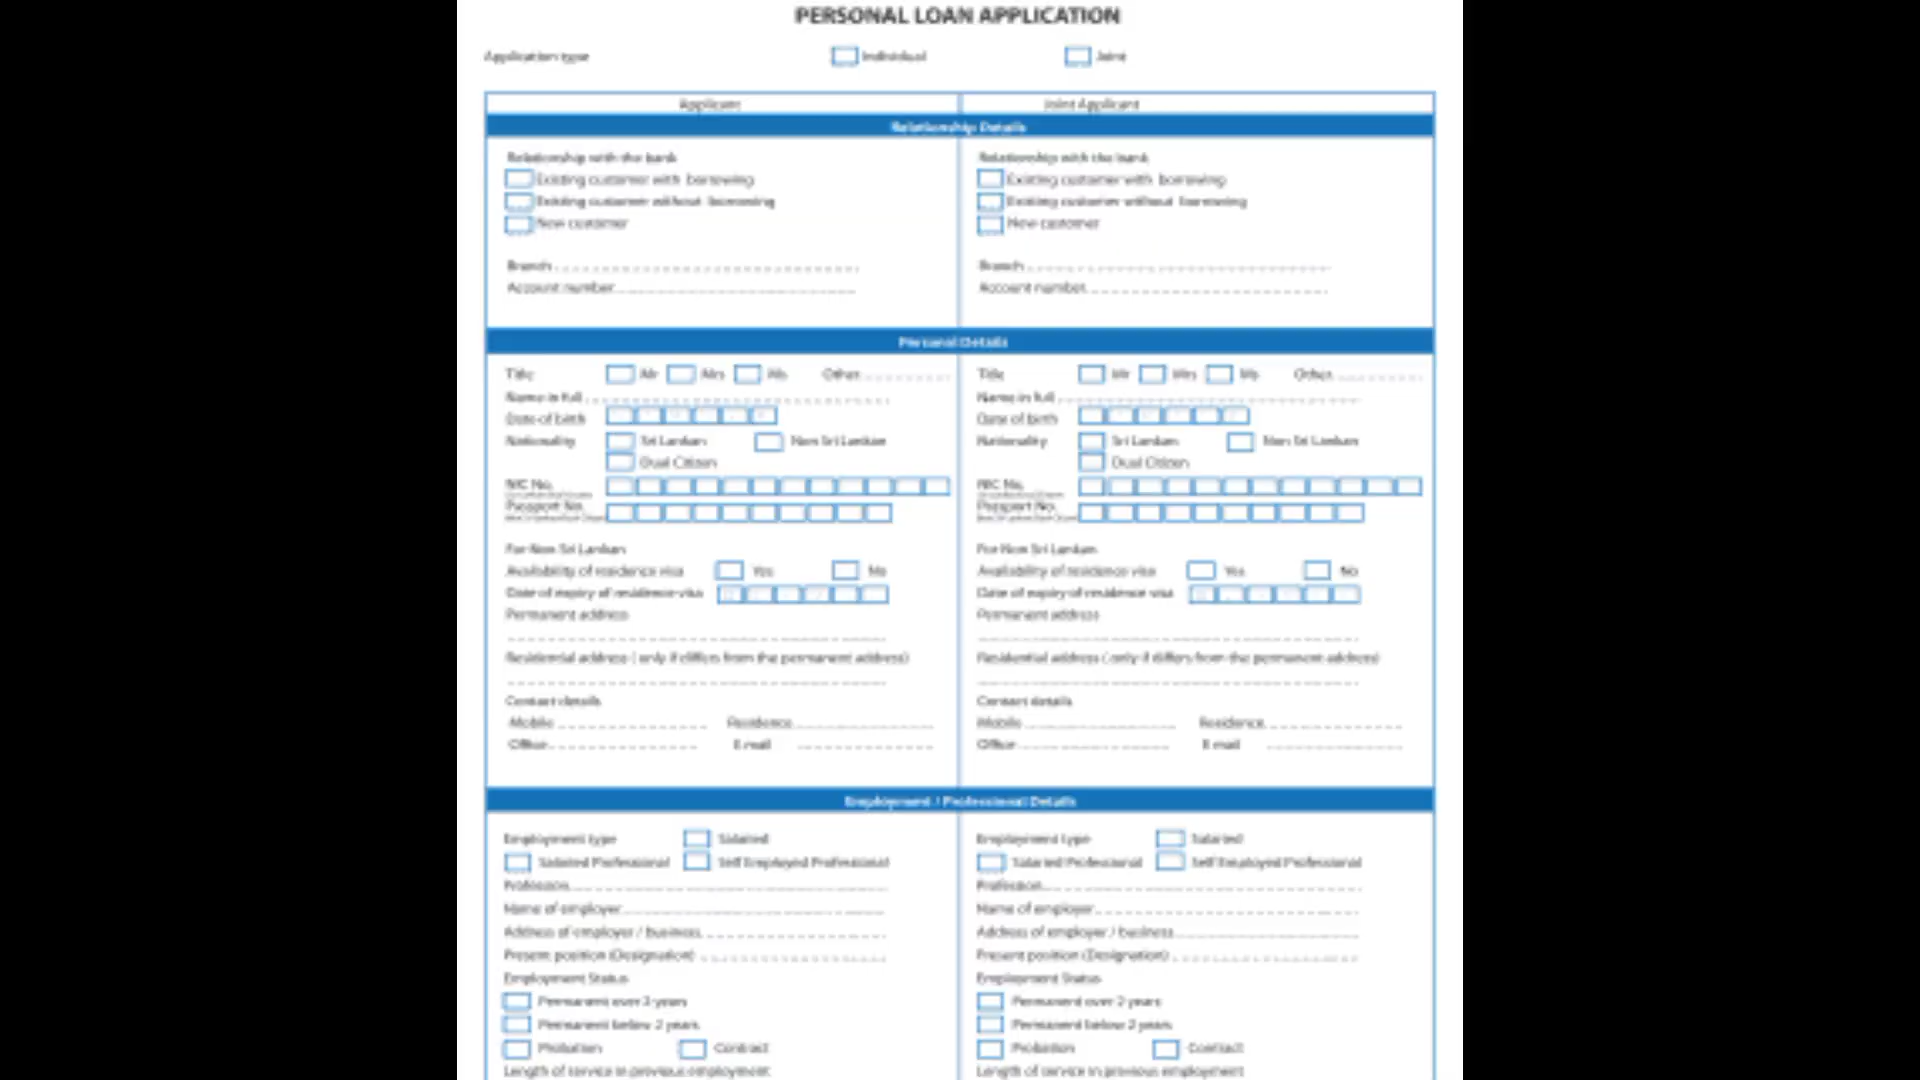 PERSONAL LOAN APPLICATION
Application type Individual Joint
Applicant Joint Applicant
Relationship Details
Relationship with the bank Relationship with the bank
Existing customer with borrowing Existing customer with borrowing
Existing customer without borrowing Existing customer without borrowing
New customer New customer
Branch Branch
Account number Account number
Personal Details
Title Mr Mrs Ms Other Title Mr Mrs Ms Other
Name in full Name in full
Date of birth Date of birth
Nationality Sri Lankan Non Sri Lankan Nationality Sri Lankan Non Sri Lankan
Dual Citizen Dual Citizen
NIC No. NIC No.
Passport No. Passport No.
For Non Sri Lankan For Non Sri Lankan
Availability of residence visa Yes No Availability of residence visa Yes No
Date of expiry of residence visa Date of expiry of residence visa
Permanent address Permanent address
Residential address ( only if differs from the permanent address) Residential address ( only if differs from the permanent address)
Contact details Contact details
Mobile Residence Mobile Residence
Office E mail Office E mail
Employment / Professional Details
Employment type Salaried Employment type Salaried
Salaried Professional Self Employed Professional Salaried Professional Self Employed Professional
Profession Profession
Name of employer Name of employer
Address of employer / business Address of employer / business
Present position (Designation) Present position (Designation)
Employment Status Employment Status
Permanent over 2 years Permanent over 2 years
Permanent below 2 years Permanent below 2 years
Probation Contract Probation Contract
Length of service in previous employment Length of service in previous employment